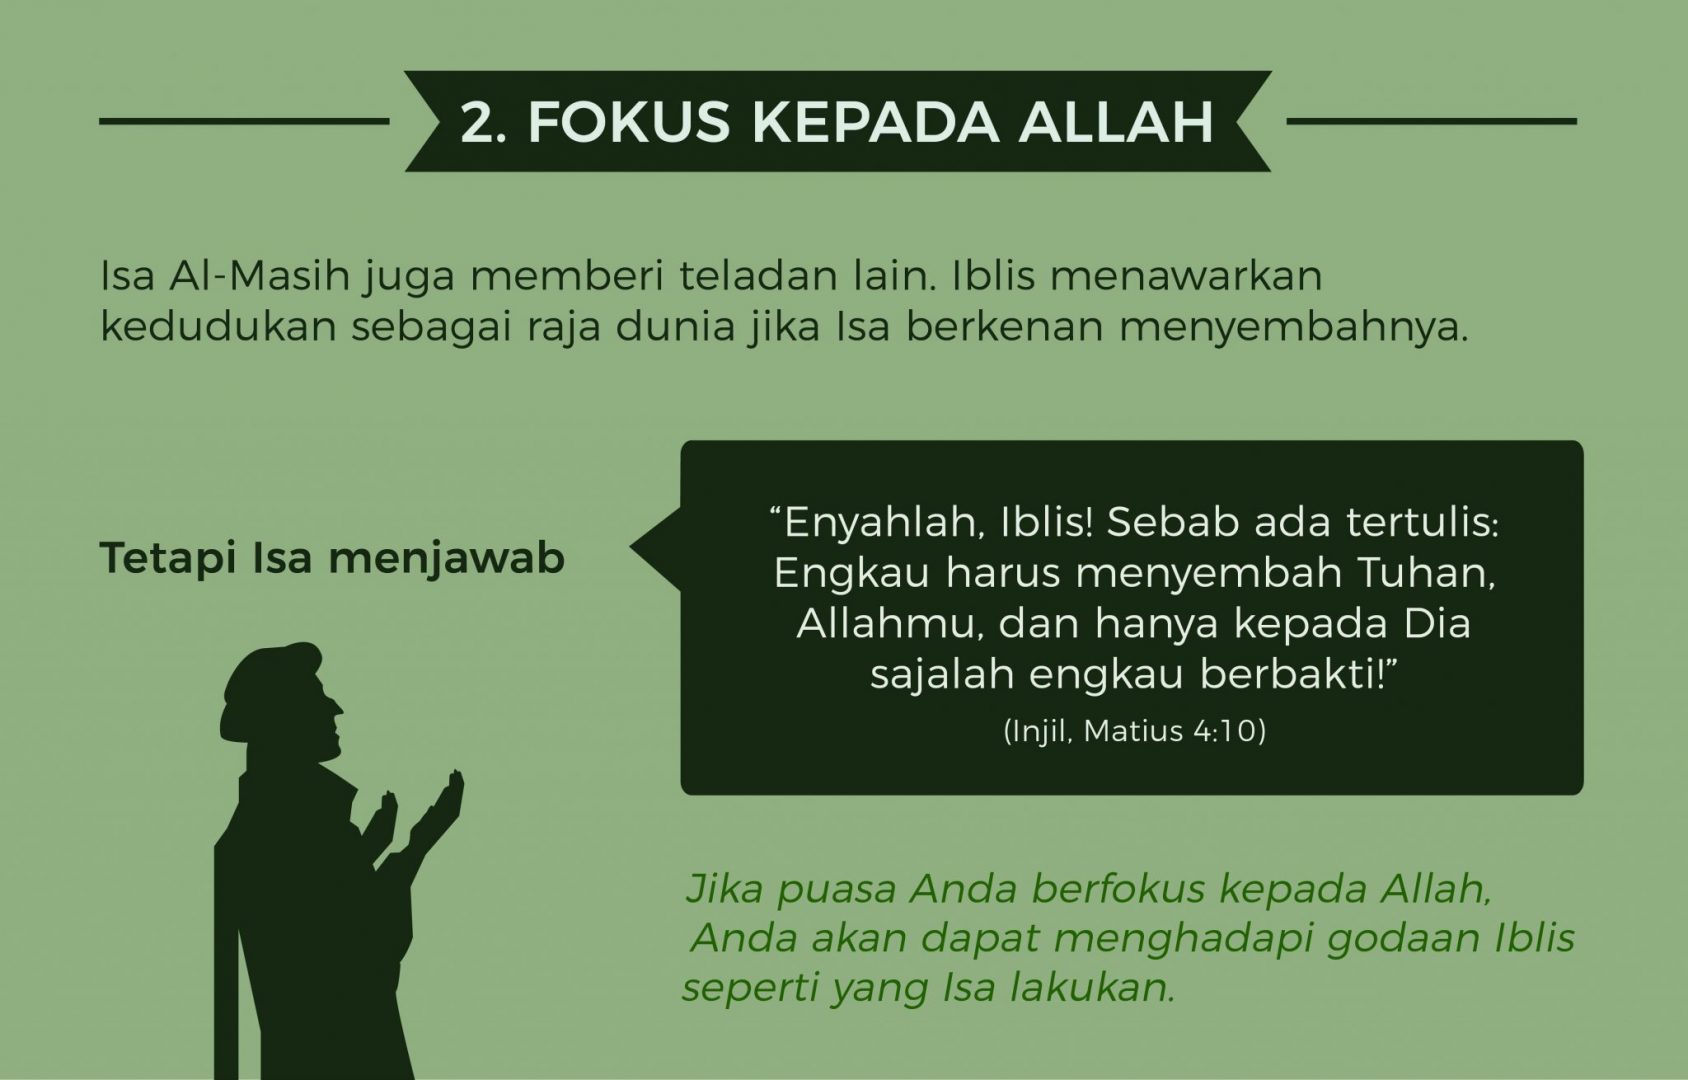 2. FOKUS KEPADA ALLAH
Isa Al-Masih juga memberi teladan lain. Iblis menawarkan
kedudukan sebagai raja dunia jika Isa berkenan menyembahnya.
Tetapi Isa menjawab
“Enyahlah, Iblis! Sebab ada tertulis:
Engkau harus menyembah Tuhan,
Allahmu, dan hanya kepada Dia
sajalah engkau berbakti!”
(Injil, Matius 4:10)
Jika puasa Anda berfokus kepada Allah,
Anda akan dapat menghadapi godaan Iblis
seperti yang Isa lakukan.